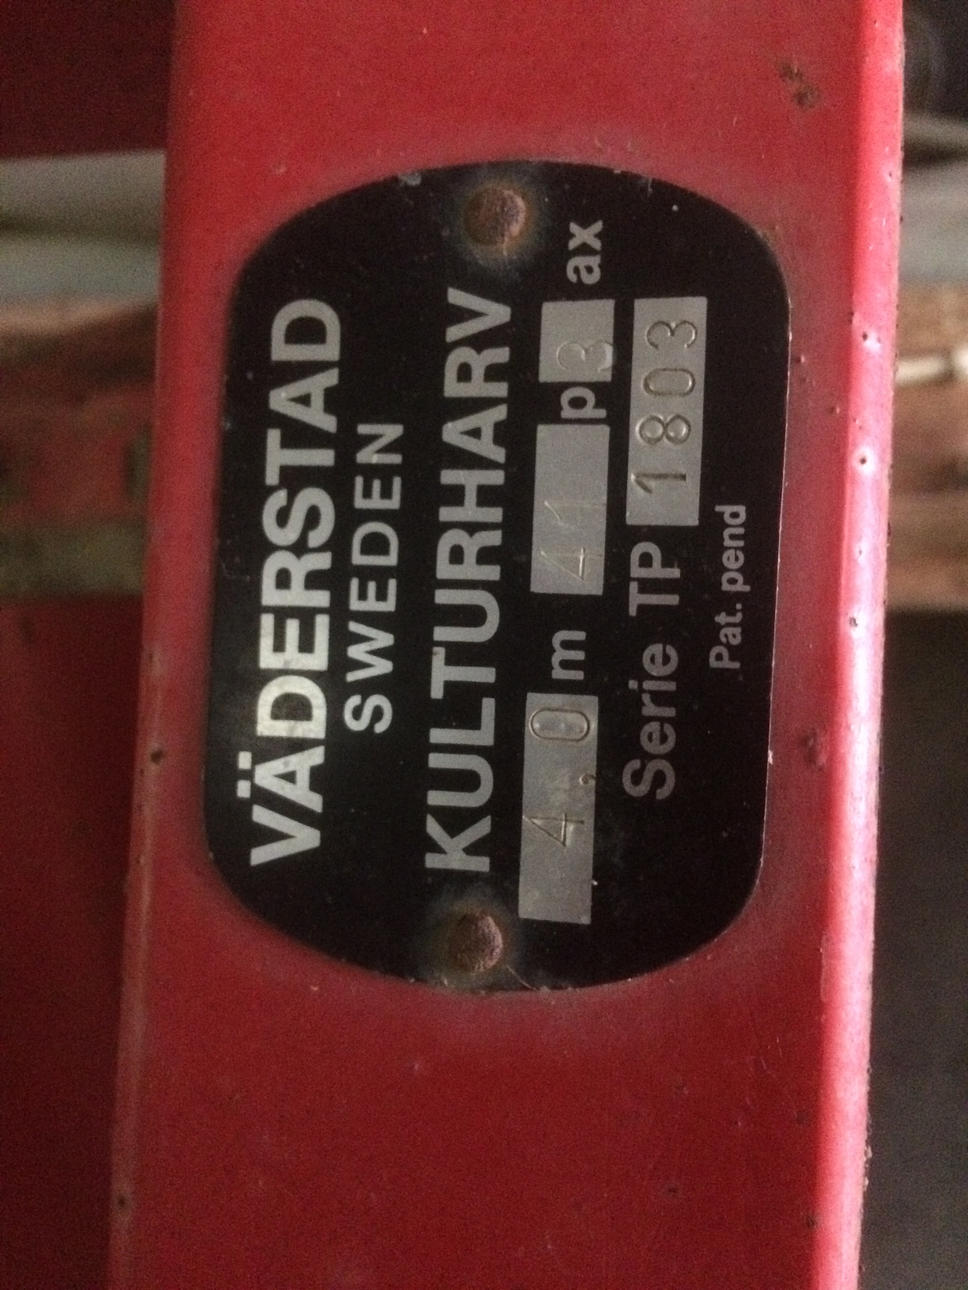 VÄDERSTAD
SWEDEN
KULTURHARV
4,0 m 41 p 3 ax
Serie TP 1803
Pat. pend